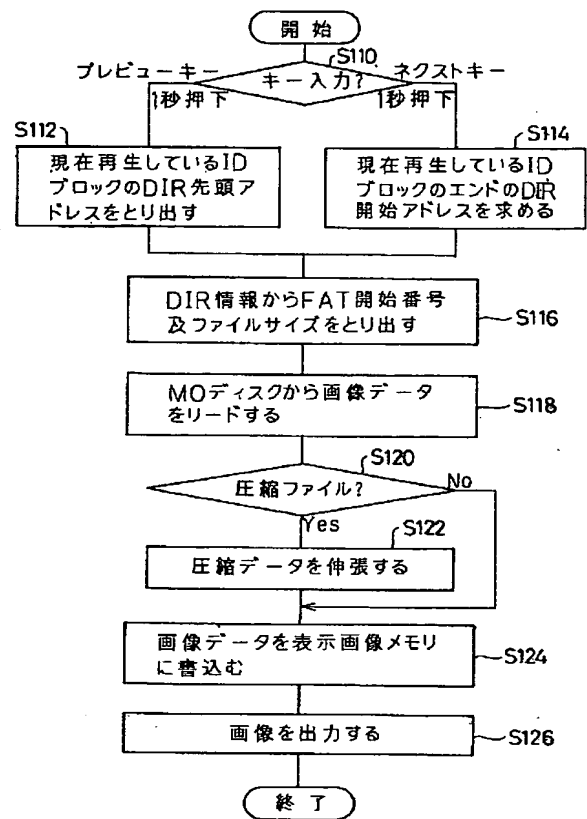 開始
S110
プレビューキー
キー入力?
ネクストキー
1秒押下
1秒押下
S112
現在再生しているID
ブロックのDIR先頭ア
ドレスをとり出す
S114
現在再生しているID
ブロックのエンドのDIR
開始アドレスを求める
DIR情報からFAT開始番号
及ファイルサイズをとり出す
S116
MOディスクから画像データ
をリードする
S118
S120
圧縮ファイル?
No
Yes
S122
圧縮データを伸張する
画像データを表示画像メモリ
に書込む
S124
画像を出力する
S126
終了